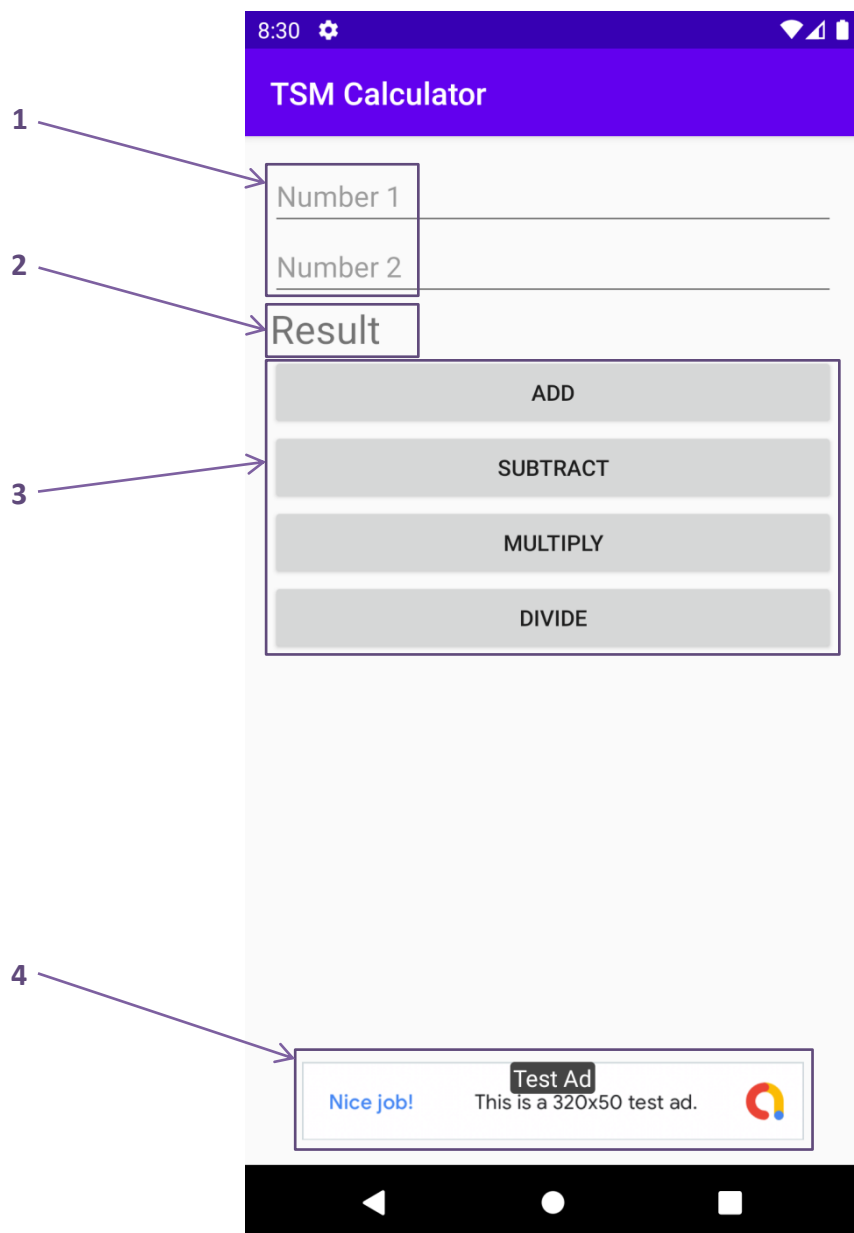 8:30
TSM Calculator
1
Number 1
2
Number 2
Result
ADD
3
SUBTRACT
MULTIPLY
DIVIDE
4
Test Ad
Nice job! This is a 320x50 test ad.